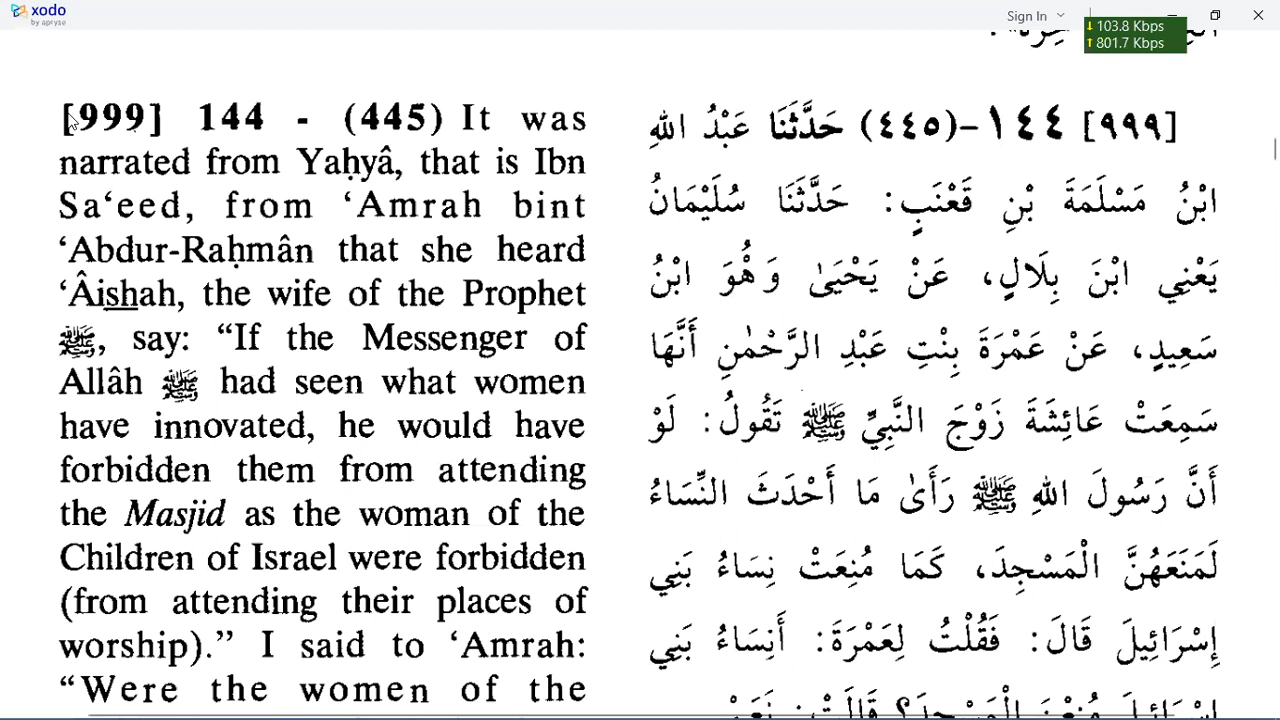 xodo
by apryse
Sign In
103.8 Kbps
801.7 Kbps
[999] 144 - (445) It was
narrated from Yaḥyâ, that is Ibn
Sa‘eed, from ‘Amrah bint
‘Abdur-Raḥmân that she heard
‘Âishah, the wife of the Prophet
ﷺ, say: “If the Messenger of
Allâh ﷺ had seen what women
have innovated, he would have
forbidden them from attending
the Masjid as the woman of the
Children of Israel were forbidden
(from attending their places of
worship).” I said to ‘Amrah:
“Were the women of the
[٩٩٩] ١٤٤-(٤٤٥) حَدَّثَنَا عَبْدُ اللهِ
ابْنُ مَسْلَمَةَ بْنِ قَعْنَبٍ: حَدَّثَنَا سُلَيْمَانُ
يَعْنِي ابْنَ بِلَالٍ، عَنْ يَحْيَىٰ وَهُوَ ابْنُ
سَعِيدٍ، عَنْ عَمْرَةَ بِنْتِ عَبْدِ الرَّحْمٰنِ أَنَّهَا
سَمِعَتْ عَائِشَةَ زَوْجَ النَّبِيِّ ﷺ تَقُولُ: لَوْ
أَنَّ رَسُولَ اللهِ ﷺ رَأَىٰ مَا أَحْدَثَ النِّسَاءُ
لَمَنَعَهُنَّ الْمَسْجِدَ، كَمَا مُنِعَتْ نِسَاءُ بَنِي
إِسْرَائِيلَ قَالَ: فَقُلْتُ لِعَمْرَةَ: أَنِسَاءُ بَنِي
إِسْرَائِيلَ مُنِعْنَ الْمَسْجِدَ؟ قَالَتْ: نَعَمْ